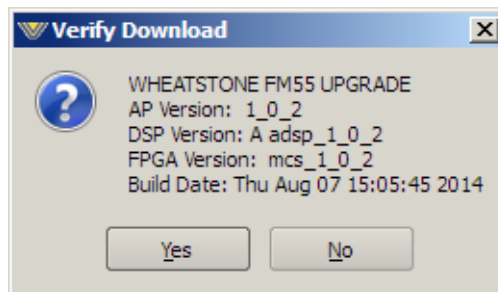 Verify Download
WHEATSTONE FM55 UPGRADE
AP Version:  1_0_2
DSP Version: A adsp_1_0_2
FPGA Version:  mcs_1_0_2
Build Date: Thu Aug 07 15:05:45 2014
Yes
No